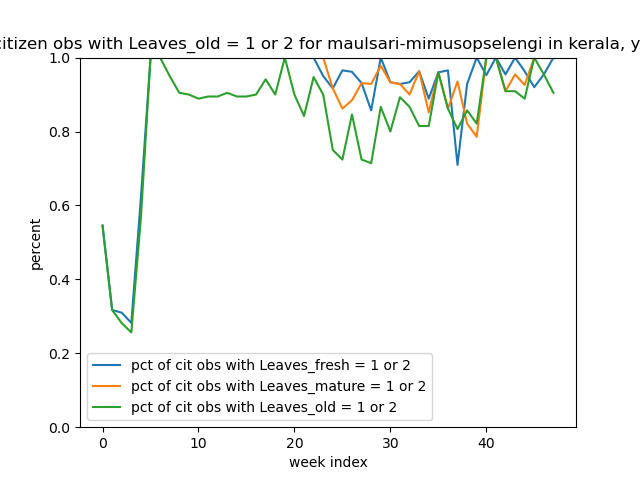 citizen obs with Leaves_old = 1 or 2 for maulsari-mimusopselengi in kerala, y
1.0
0.8
0.6
0.4
0.2
0.0
percent
pct of cit obs with Leaves_fresh = 1 or 2
pct of cit obs with Leaves_mature = 1 or 2
pct of cit obs with Leaves_old = 1 or 2
0 10 20 30 40
week index